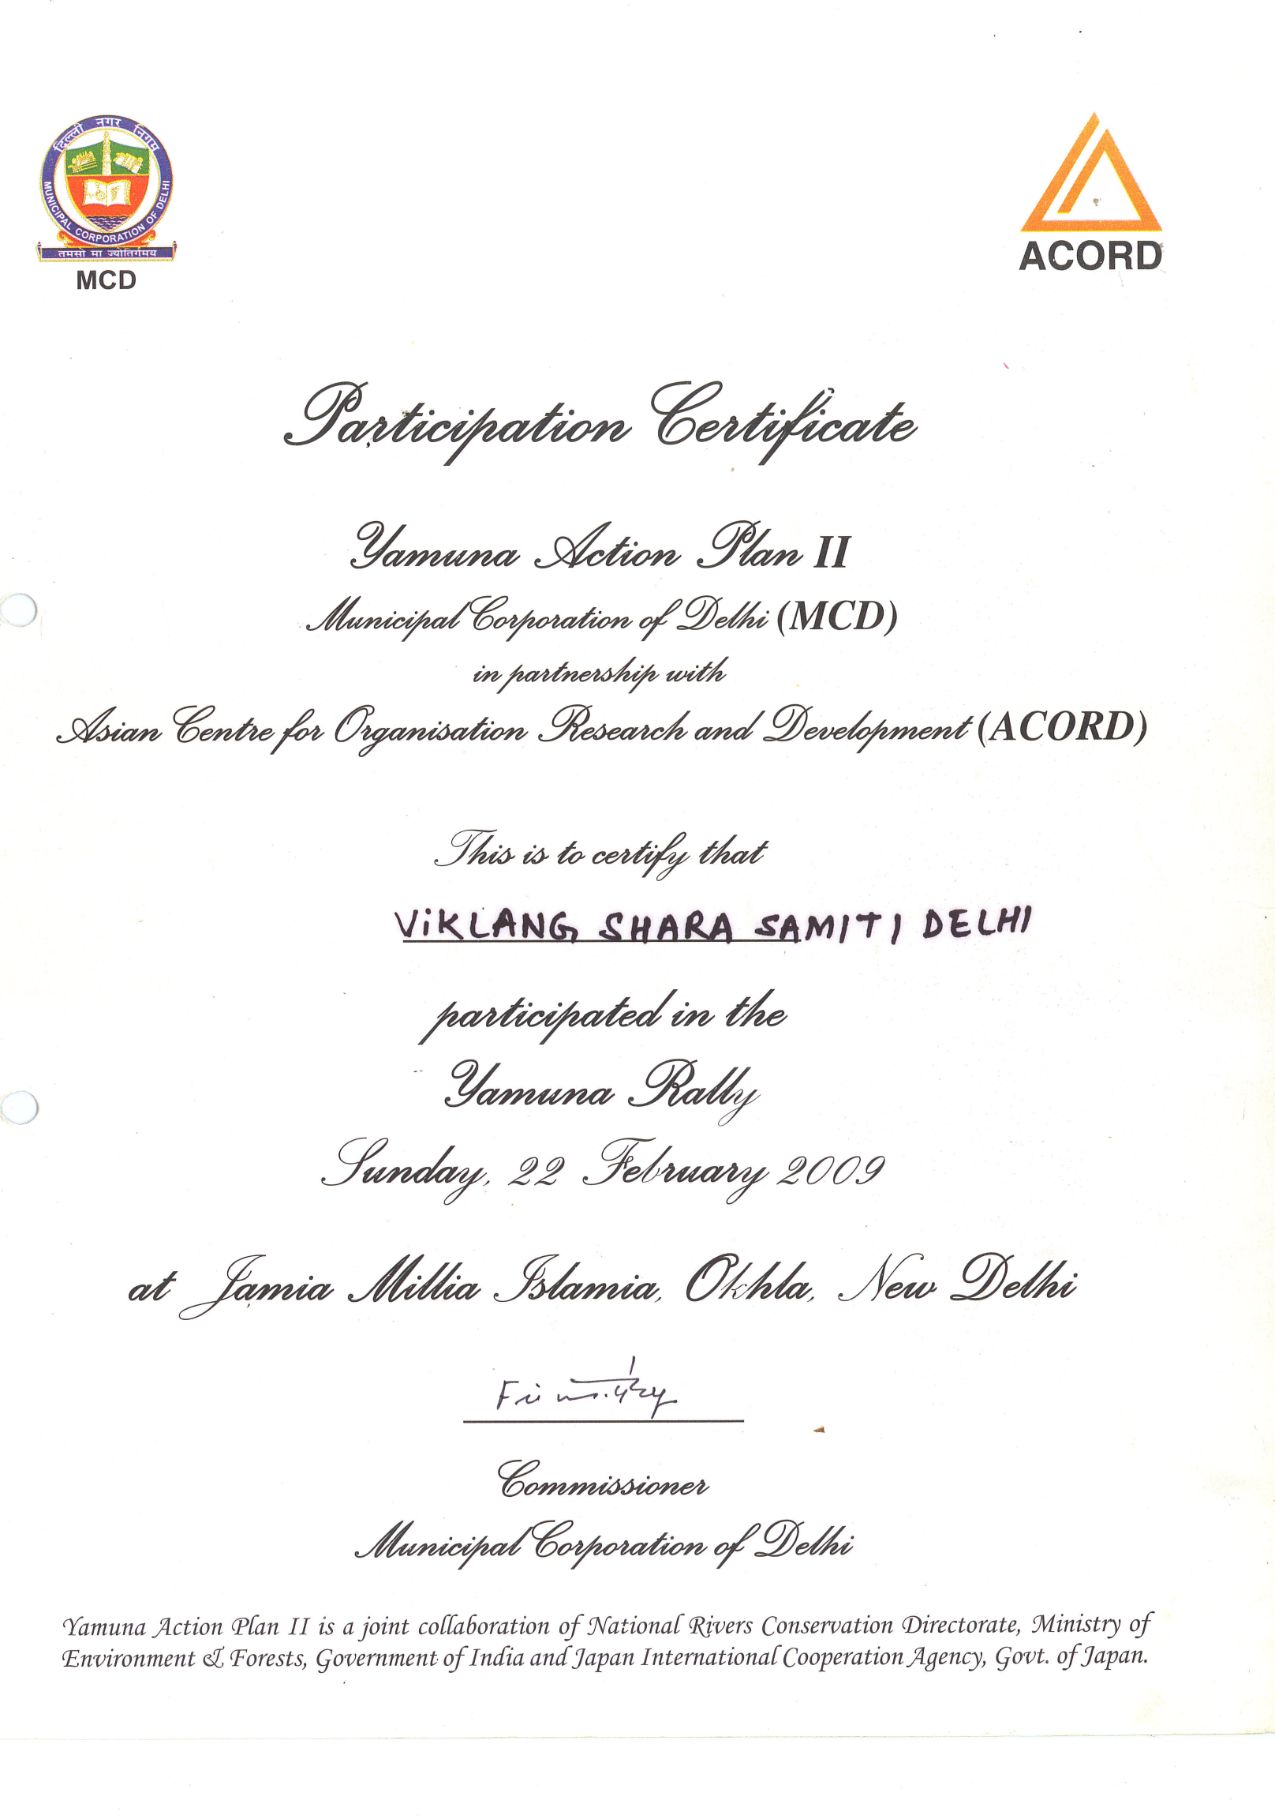 दिल्ली नगर निगम
MUNICIPAL CORPORATION OF DELHI
तमसो मा ज्योतिर्गमय
MCD
ACORD
Participation Certificate
Yamuna Action Plan II
Municipal Corporation of Delhi (MCD)
in partnership with
Asian Centre for Organisation Research and Development (ACORD)
This is to certify that
ViKLANG SHARA SAMITI DELHI
participated in the
Yamuna Rally
Sunday, 22 February 2009
at Jamia Millia Islamia, Okhla, New Delhi
Commissioner
Municipal Corporation of Delhi
Yamuna Action Plan II is a joint collaboration of National Rivers Conservation Directorate, Ministry of
Environment & Forests, Government of India and Japan International Cooperation Agency, Govt. of Japan.